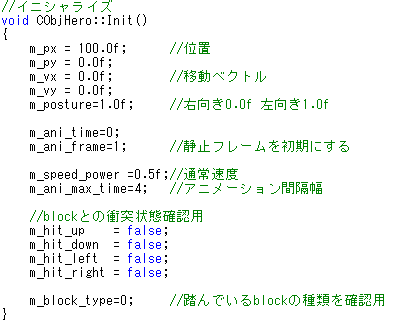 //イニシャライズ
void CObjHero::Init()
{
m_px = 100.0f; //位置
m_py = 0.0f;
m_vx = 0.0f; //移動ベクトル
m_vy = 0.0f;
m_posture=1.0f; //右向き0.0f 左向き1.0f
m_ani_time=0;
m_ani_frame=1; //静止フレームを初期にする
m_speed_power =0.5f;//通常速度
m_ani_max_time=4; //アニメーション間隔幅
//blockとの衝突状態確認用
m_hit_up = false;
m_hit_down = false;
m_hit_left = false;
m_hit_right = false;
m_block_type=0; //踏んでいるblockの種類を確認用
}